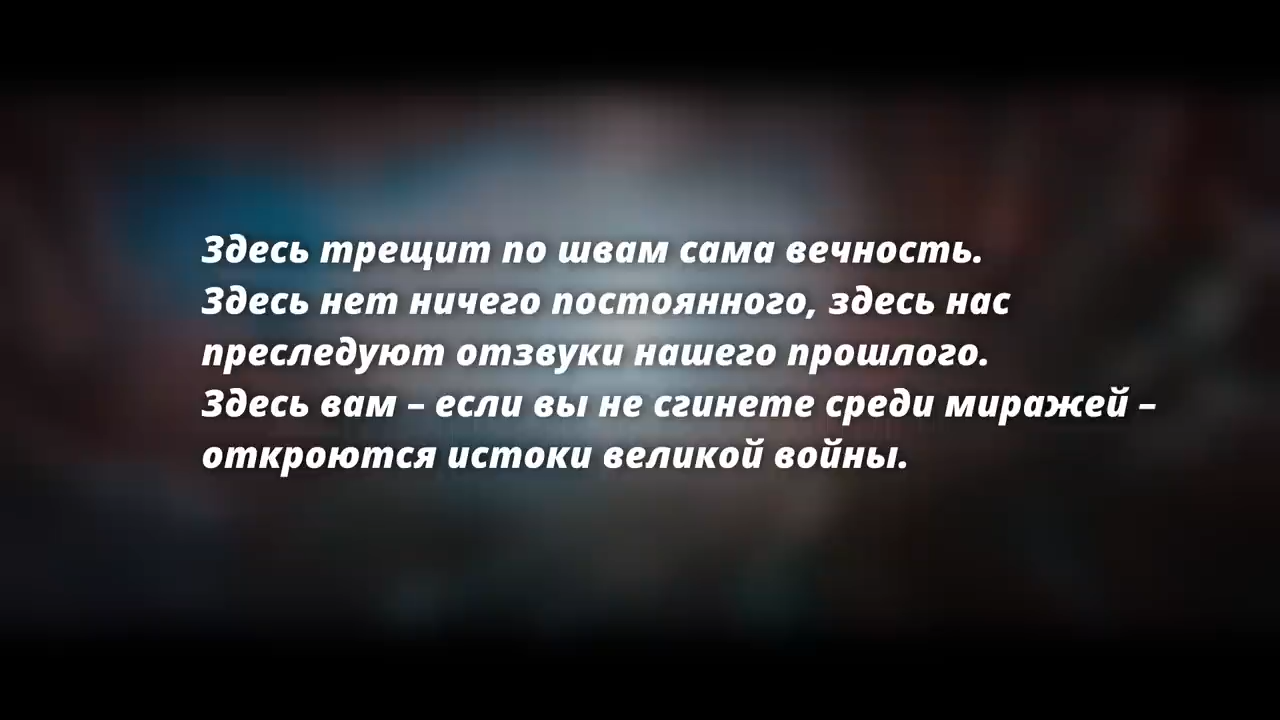 Здесь трещит по швам сама вечность.
Здесь нет ничего постоянного, здесь нас
преследуют отзвуки нашего прошлого.
Здесь вам – если вы не сгинете среди миражей –
откроются истоки великой войны.